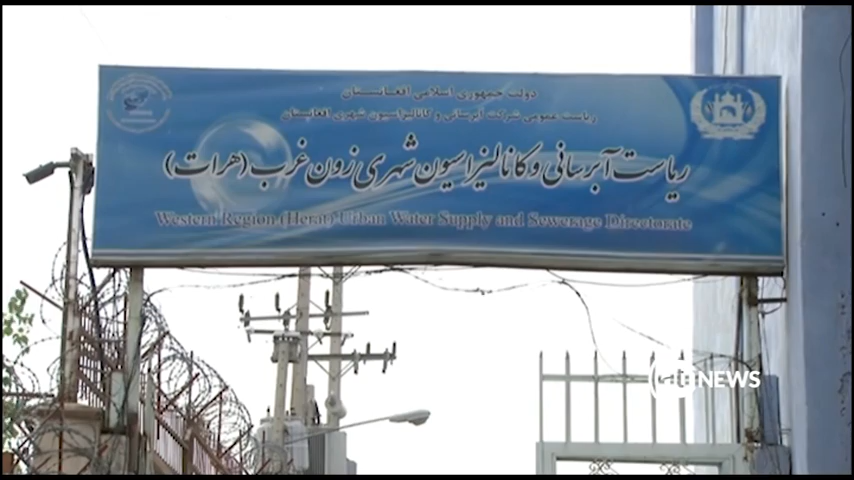 دولت جمهوری اسلامی افغانستان
ریاست عمومی شرکت آبرسانی و کانالیزاسیون شهری افغانستان
ریاست آبرسانی و کانالیزاسیون شهری زون غرب (هرات)
Western Region (Herat) Urban Water Supply and Sewerage Directorate
NEWS